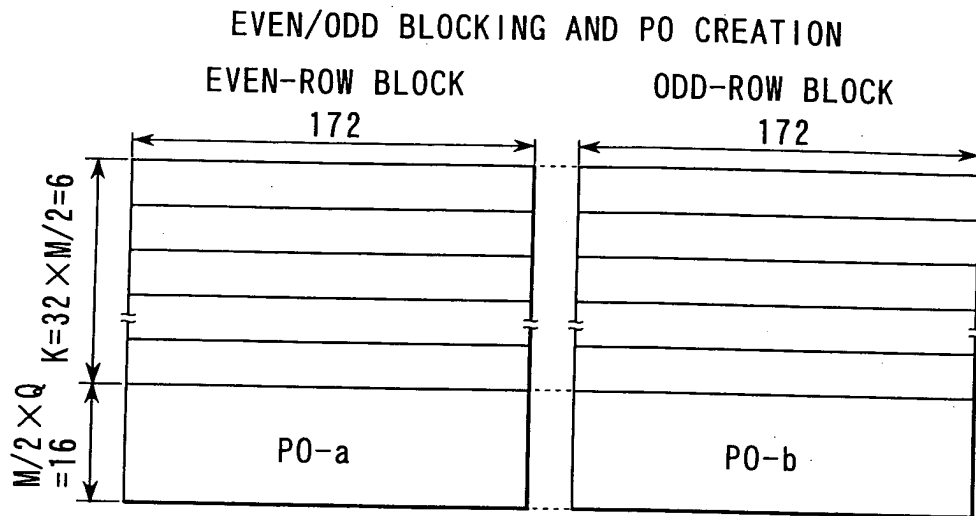 EVEN/ODD BLOCKING AND PO CREATION
EVEN-ROW BLOCK
ODD-ROW BLOCK
172
172
K=32×M/2=6
M/2×Q
=16
PO-a
PO-b